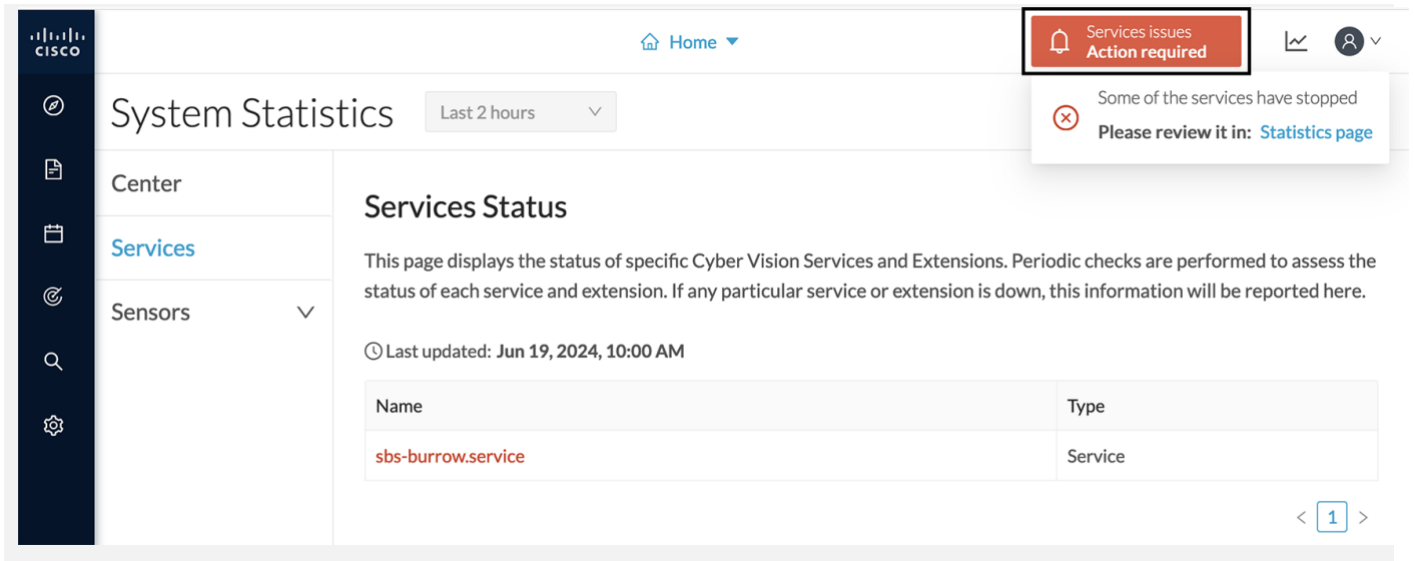 cisco
Home
Services issues
Action required
Some of the services have stopped
Please review it in: Statistics page
System Statistics
Last 2 hours
Center
Services
Sensors
Services Status
This page displays the status of specific Cyber Vision Services and Extensions. Periodic checks are performed to assess the
status of each service and extension. If any particular service or extension is down, this information will be reported here.
Last updated: Jun 19, 2024, 10:00 AM
Name Type
sbs-burrow.service Service
< 1 >